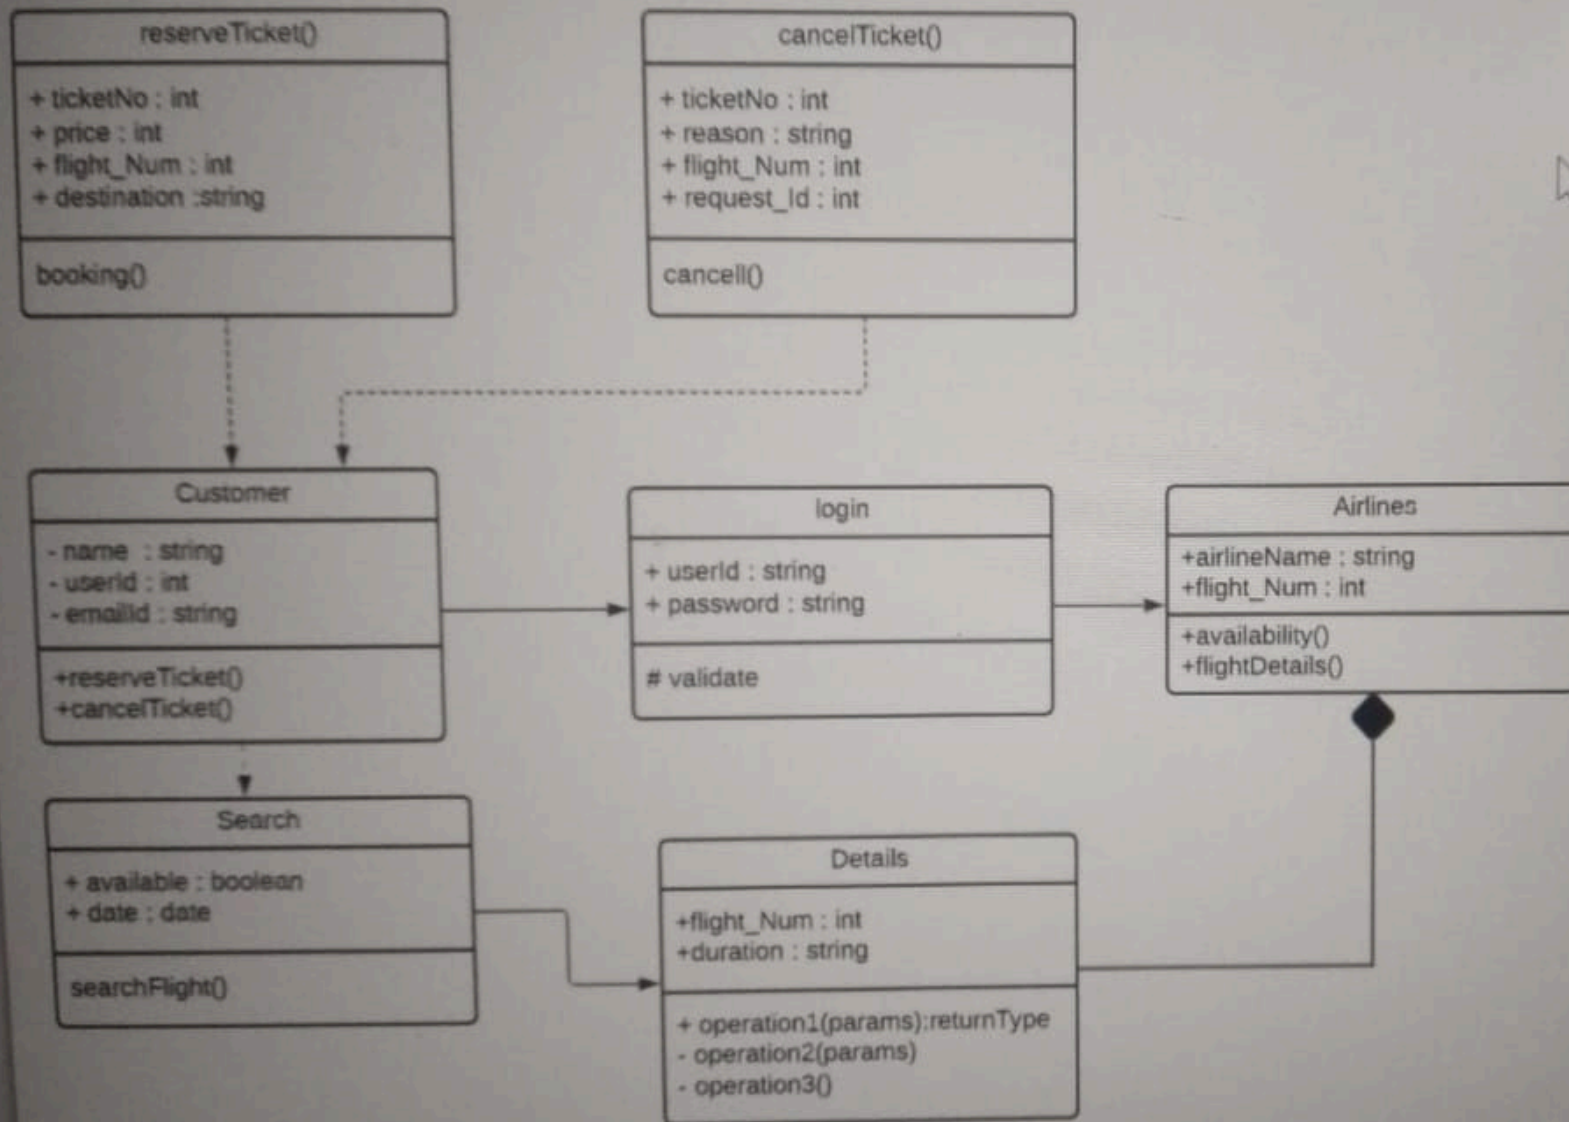 reserveTicket()
+ ticketNo : int
+ price : int
+ flight_Num : int
+ destination :string
booking()
cancelTicket()
+ ticketNo : int
+ reason : string
+ flight_Num : int
+ request_Id : int
cancell()
Customer
- name : string
- userId : int
- emailId : string
+reserveTicket()
+cancelTicket()
login
+ userId : string
+ password : string
# validate
Airlines
+airlineName : string
+flight_Num : int
+availability()
+flightDetails()
Search
+ available : boolean
+ date : date
searchFlight()
Details
+flight_Num : int
+duration : string
+ operation1(params):returnType
- operation2(params)
- operation3()